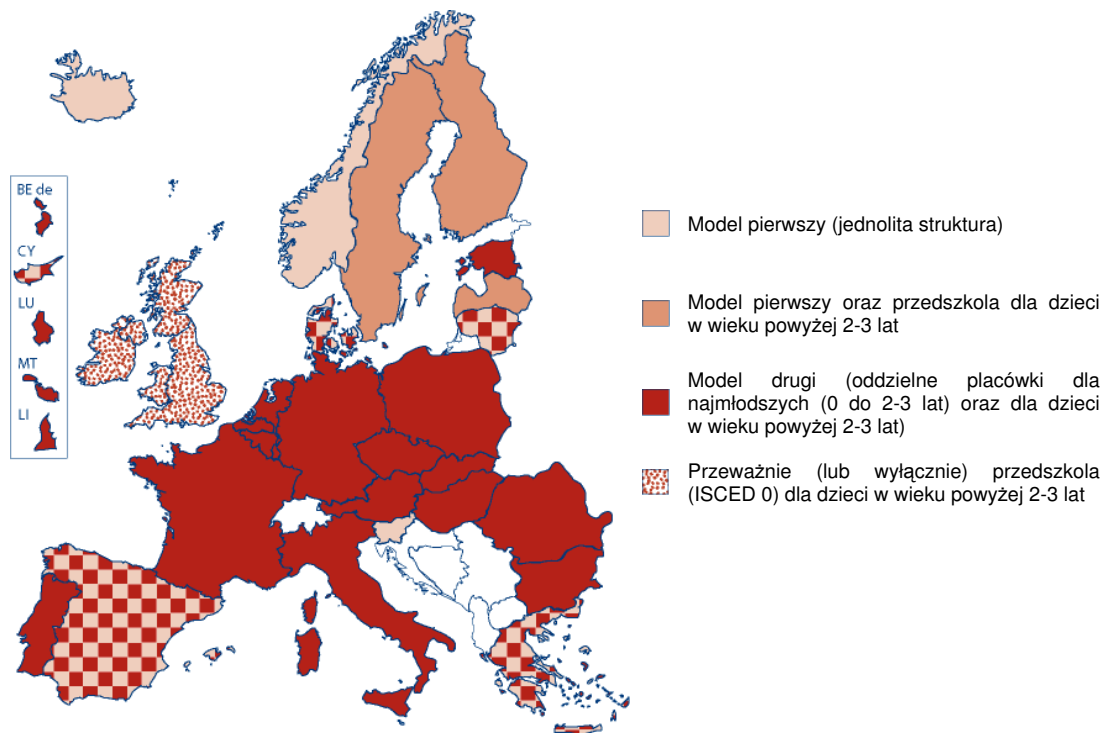 BE de
CY
LU
MT
LI
Model pierwszy (jednolita struktura)
Model pierwszy oraz przedszkola dla dzieci
w wieku powyżej 2-3 lat
Model drugi (oddzielne placówki dla
najmłodszych (0 do 2-3 lat) oraz dla dzieci
w wieku powyżej 2-3 lat)
Przeważnie (lub wyłącznie) przedszkola
(ISCED 0) dla dzieci w wieku powyżej 2-3 lat